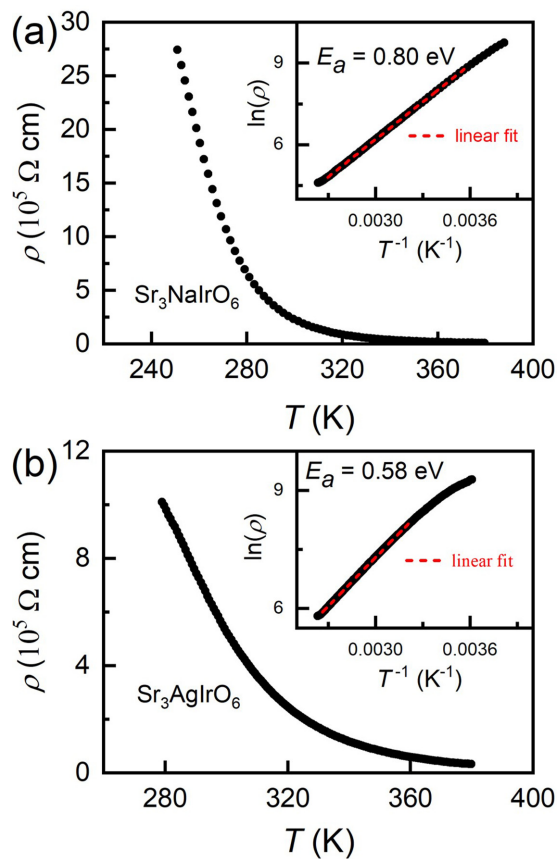 (a)
30
25
20
15
10
5
0
ρ (10⁵ Ω cm)
Sr₃NaIrO₆
240 280 320 360 400
T (K)
Eₐ = 0.80 eV
9
6
ln(ρ)
linear fit
0.0030 0.0036
T⁻¹ (K⁻¹)
(b)
12
8
4
0
ρ (10⁵ Ω cm)
Sr₃AgIrO₆
280 320 360 400
T (K)
Eₐ = 0.58 eV
9
6
ln(ρ)
linear fit
0.0030 0.0036
T⁻¹ (K⁻¹)